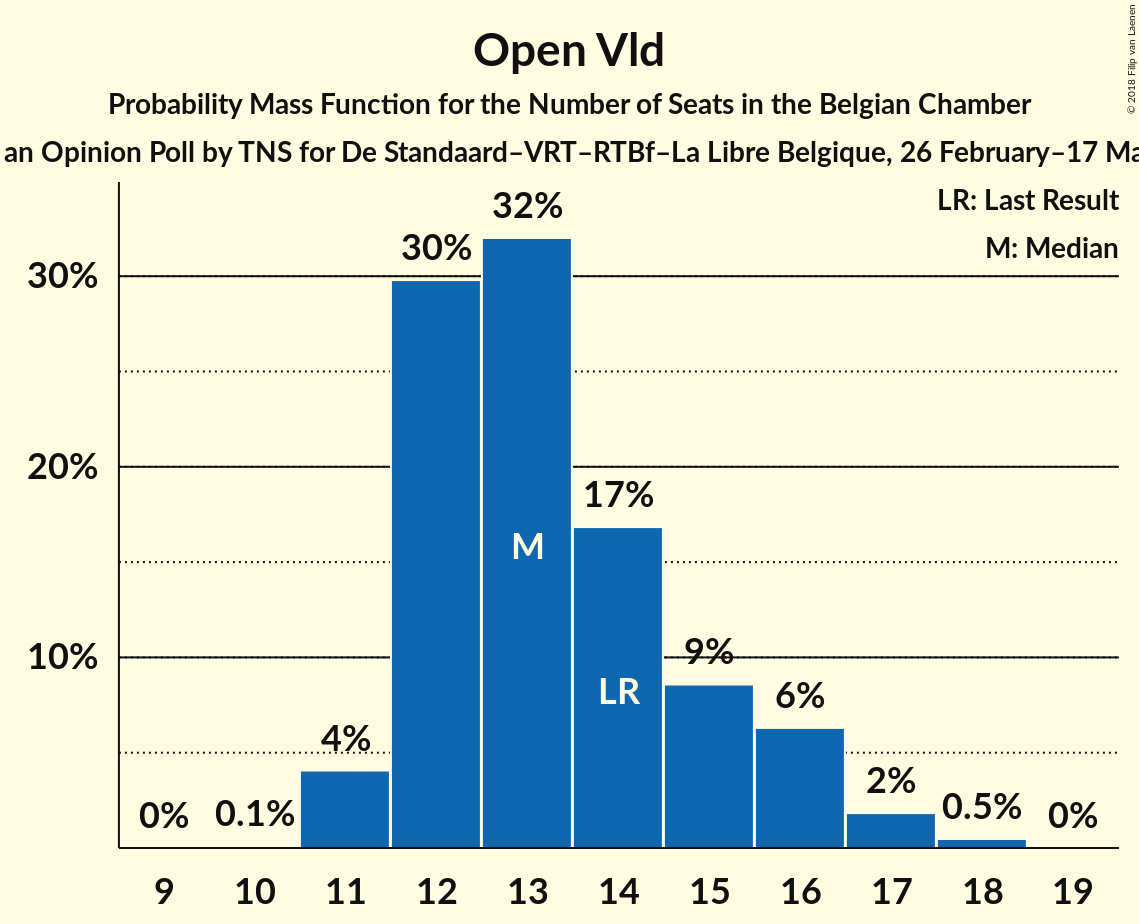 Open Vld
Probability Mass Function for the Number of Seats in the Belgian Chamber
an Opinion Poll by TNS for De Standaard–VRT–RTBf–La Libre Belgique, 26 February–17 Ma
© 2018 Filip van Laenen
LR: Last Result
M: Median
30%
20%
10%
0%
0.1%
4%
30%
32%
17%
9%
6%
2%
0.5%
0%
M
LR
9 10 11 12 13 14 15 16 17 18 19